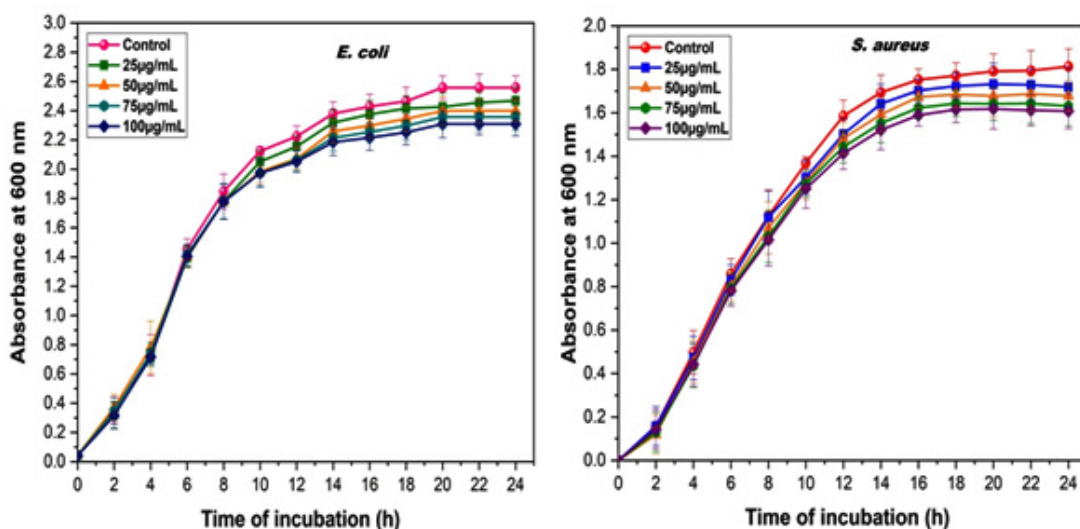 E. coli
Control
25µg/mL
50µg/mL
75µg/mL
100µg/mL
3.0
2.8
2.6
2.4
2.2
2.0
1.8
1.6
1.4
1.2
1.0
0.8
0.6
0.4
0.2
0.0
Absorbance at 600 nm
0 2 4 6 8 10 12 14 16 18 20 22 24
Time of incubation (h)
S. aureus
Control
25µg/mL
50µg/mL
75µg/mL
100µg/mL
2.0
1.8
1.6
1.4
1.2
1.0
0.8
0.6
0.4
0.2
0.0
Absorbance at 600 nm
0 2 4 6 8 10 12 14 16 18 20 22 24
Time of incubation (h)